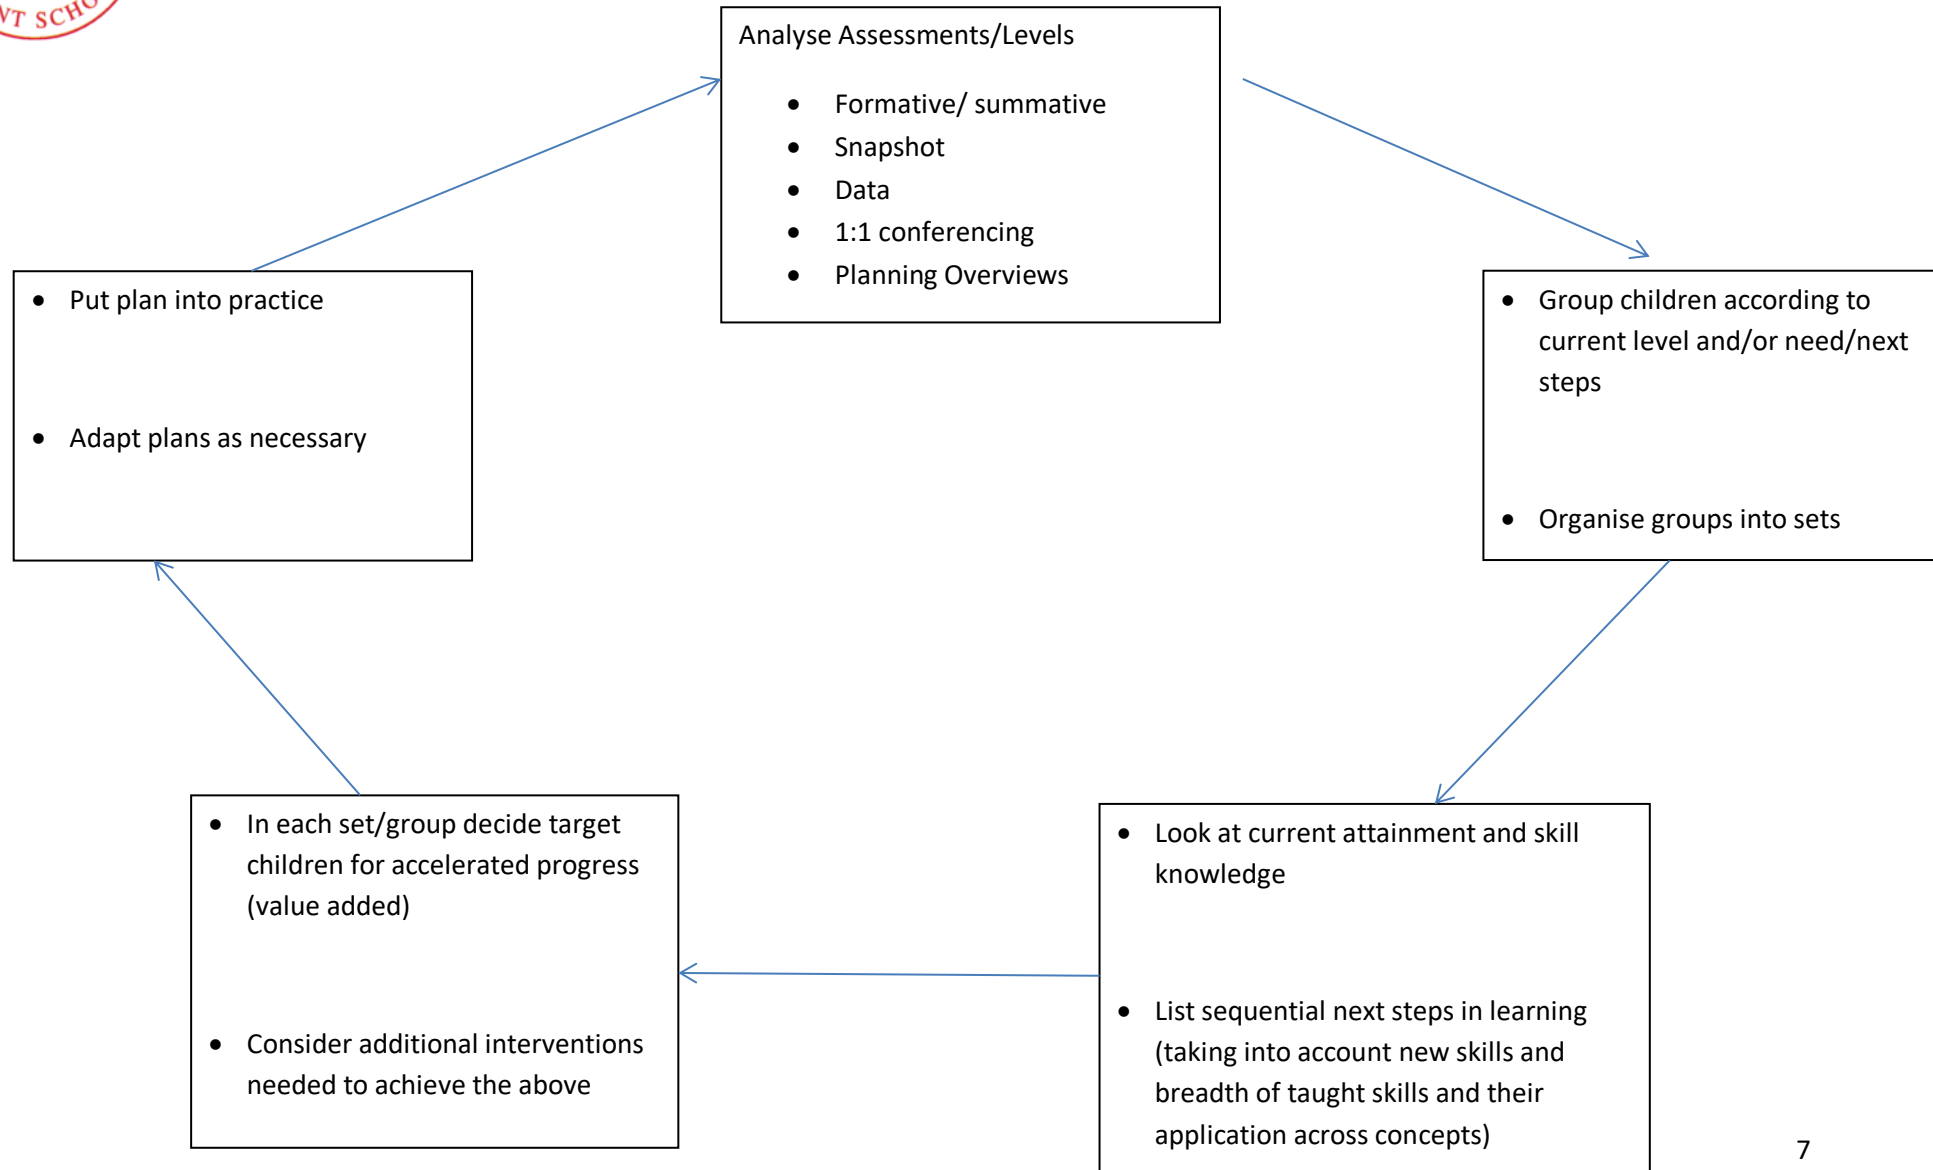 NT SCHO
Analyse Assessments/Levels
• Formative/ summative
• Snapshot
• Data
• 1:1 conferencing
• Planning Overviews
• Group children according to
current level and/or need/next
steps
• Organise groups into sets
• Look at current attainment and skill
knowledge
• List sequential next steps in learning
(taking into account new skills and
breadth of taught skills and their
application across concepts)
• In each set/group decide target
children for accelerated progress
(value added)
• Consider additional interventions
needed to achieve the above
• Put plan into practice
• Adapt plans as necessary
7